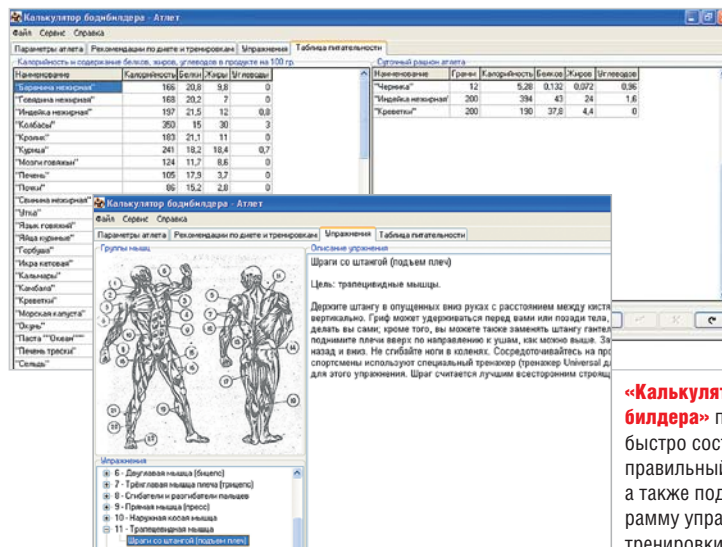 Калькулятор бодибилдера - Атлет
Файл Сервис Справка
Параметры атлета Рекомендации по диете и тренировкам Упражнения Таблица питательности
Калорийность и содержание белков, жиров, углеводов в продукте на 100 гр.
Наименование Калорийность Белки Жиры Углеводы
"Баранина нежирная" 166 20,8 9,8 0
"Говядина нежирная" 168 20,2 7 0
"Индейка нежирная" 197 21,5 12 0,8
"Колбасы" 350 15 30 3
"Кролик" 183 21,1 11 0
"Курица" 241 18,2 18,4 0,7
"Мозги говяжьи" 124 11,7 8,6 0
"Печень" 105 17,9 3,7 0
"Почки" 86 15,2 2,8 0
"Свинина нежирная"
"Утка"
"Язык говяжий"
"Яйца куриные"
"Горбуша"
"Икра кетовая"
"Кальмары"
"Камбала"
"Креветки"
"Морская капуста"
"Окунь"
"Паста ""Океан"""
"Печень трески"
"Сельдь"
Суточный рацион атлета
Наименование Грамм Калорийность Белков Жиров Углеводов
"Черника" 12 5,28 0,132 0,072 0,96
"Индейка нежирная" 200 394 43 24 1,6
"Креветки" 200 190 37,8 4,4 0
Калькулятор бодибилдера - Атлет
Файл Сервис Справка
Параметры атлета Рекомендации по диете и тренировкам Упражнения Таблица питательности
Группы мышц
Упражнения
6 - Двуглавая мышца (бицепс)
7 - Трёхглавая мышца плеча (трицепс)
8 - Сгибатели и разгибатели пальцев
9 - Прямая мышца (пресс)
10 - Наружная косая мышца
11 - Трапециевидная мышца
Шраги со штангой (подъем плеч)
Описание упражнения
Шраги со штангой (подъем плеч)
Цель: трапециевидные мышцы.
Держите штангу в опущенных вниз руках с расстоянием между кистя
вертикально. Гриф может удерживаться перед вами или позади тела,
делать вы сами; кроме того, вы можете также заменять штангу гантел
поднимите плечи вверх по направлению к ушам, как можно выше. За
назад и вниз. Не сгибайте ноги в коленях. Сосредоточивайтесь на про
спортсмены используют специальный тренажер (тренажер Universal д
для этого упражнения. Шраг считается лучшим всесторонним строящ
«Калькулят
билдера» п
быстро сост
правильный
а также под
рамму упра
тренировки